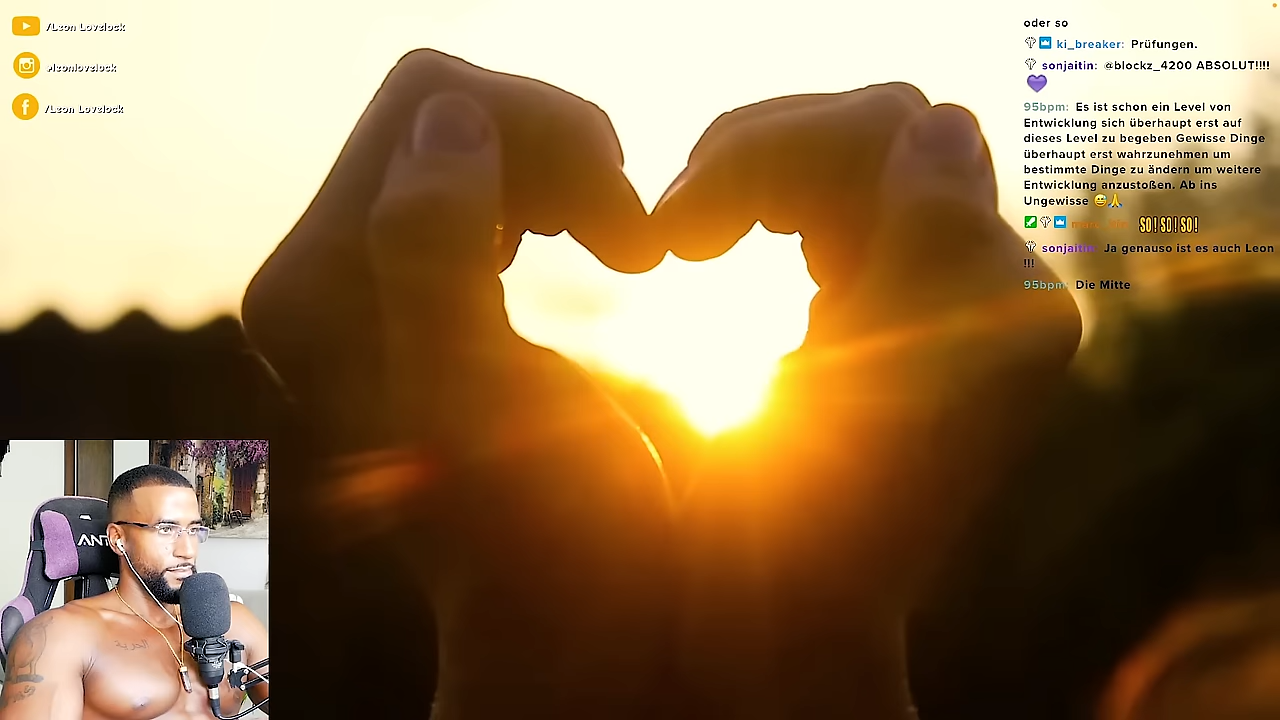 /Leon Lovelock
/leonlovelock
/Leon Lovelock
oder so
ki_breaker: Prüfungen.
sonjaitin: @blockz_4200 ABSOLUT!!!!
95bpm: Es ist schon ein Level von
Entwicklung sich überhaupt erst auf
dieses Level zu begeben Gewisse Dinge
überhaupt erst wahrzunehmen um
bestimmte Dinge zu ändern um weitere
Entwicklung anzustoßen. Ab ins
Ungewisse 😅🙏
SO! SO! SO!
sonjaitin: Ja genauso ist es auch Leon
!!!
95bpm: Die Mitte
ANT